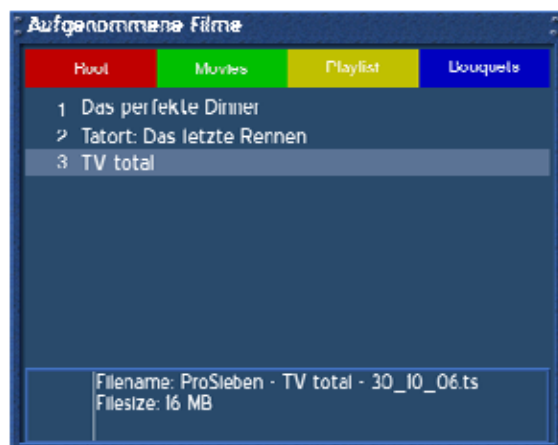 Aufgenommene Filme
Root Movies Playlist Bouquets
1 Das perfekte Dinner
2 Tatort: Das letzte Rennen
3 TV total
Filename: ProSieben - TV total - 30_10_06.ts
Filesize: 16 MB